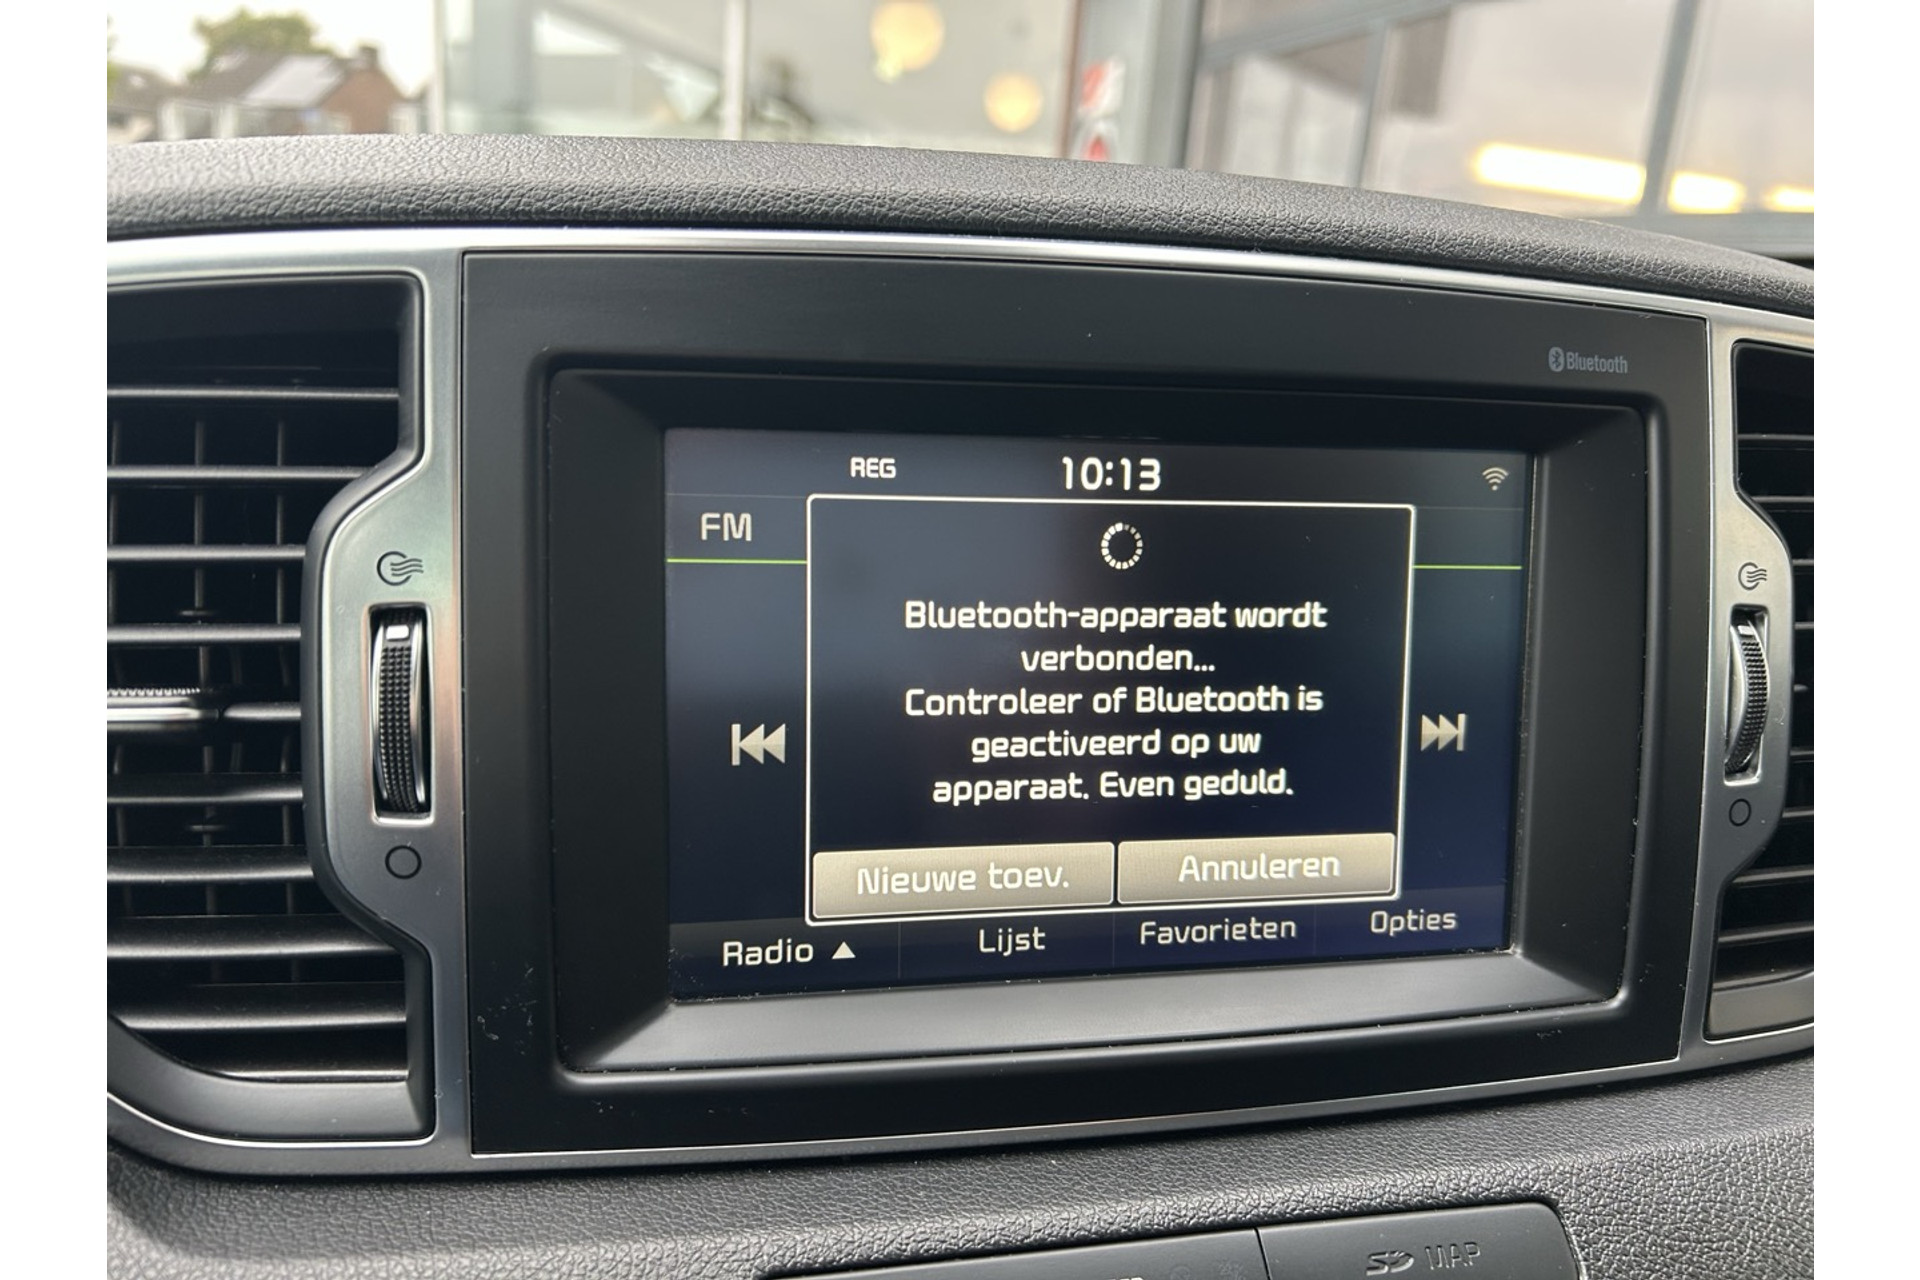 Bluetooth
REG 10:13
FM
Bluetooth-apparaat wordt
verbonden...
Controleer of Bluetooth is
geactiveerd op uw
apparaat. Even geduld.
Nieuwe toev. Annuleren
Radio ▲ Lijst Favorieten Opties
SD MAP